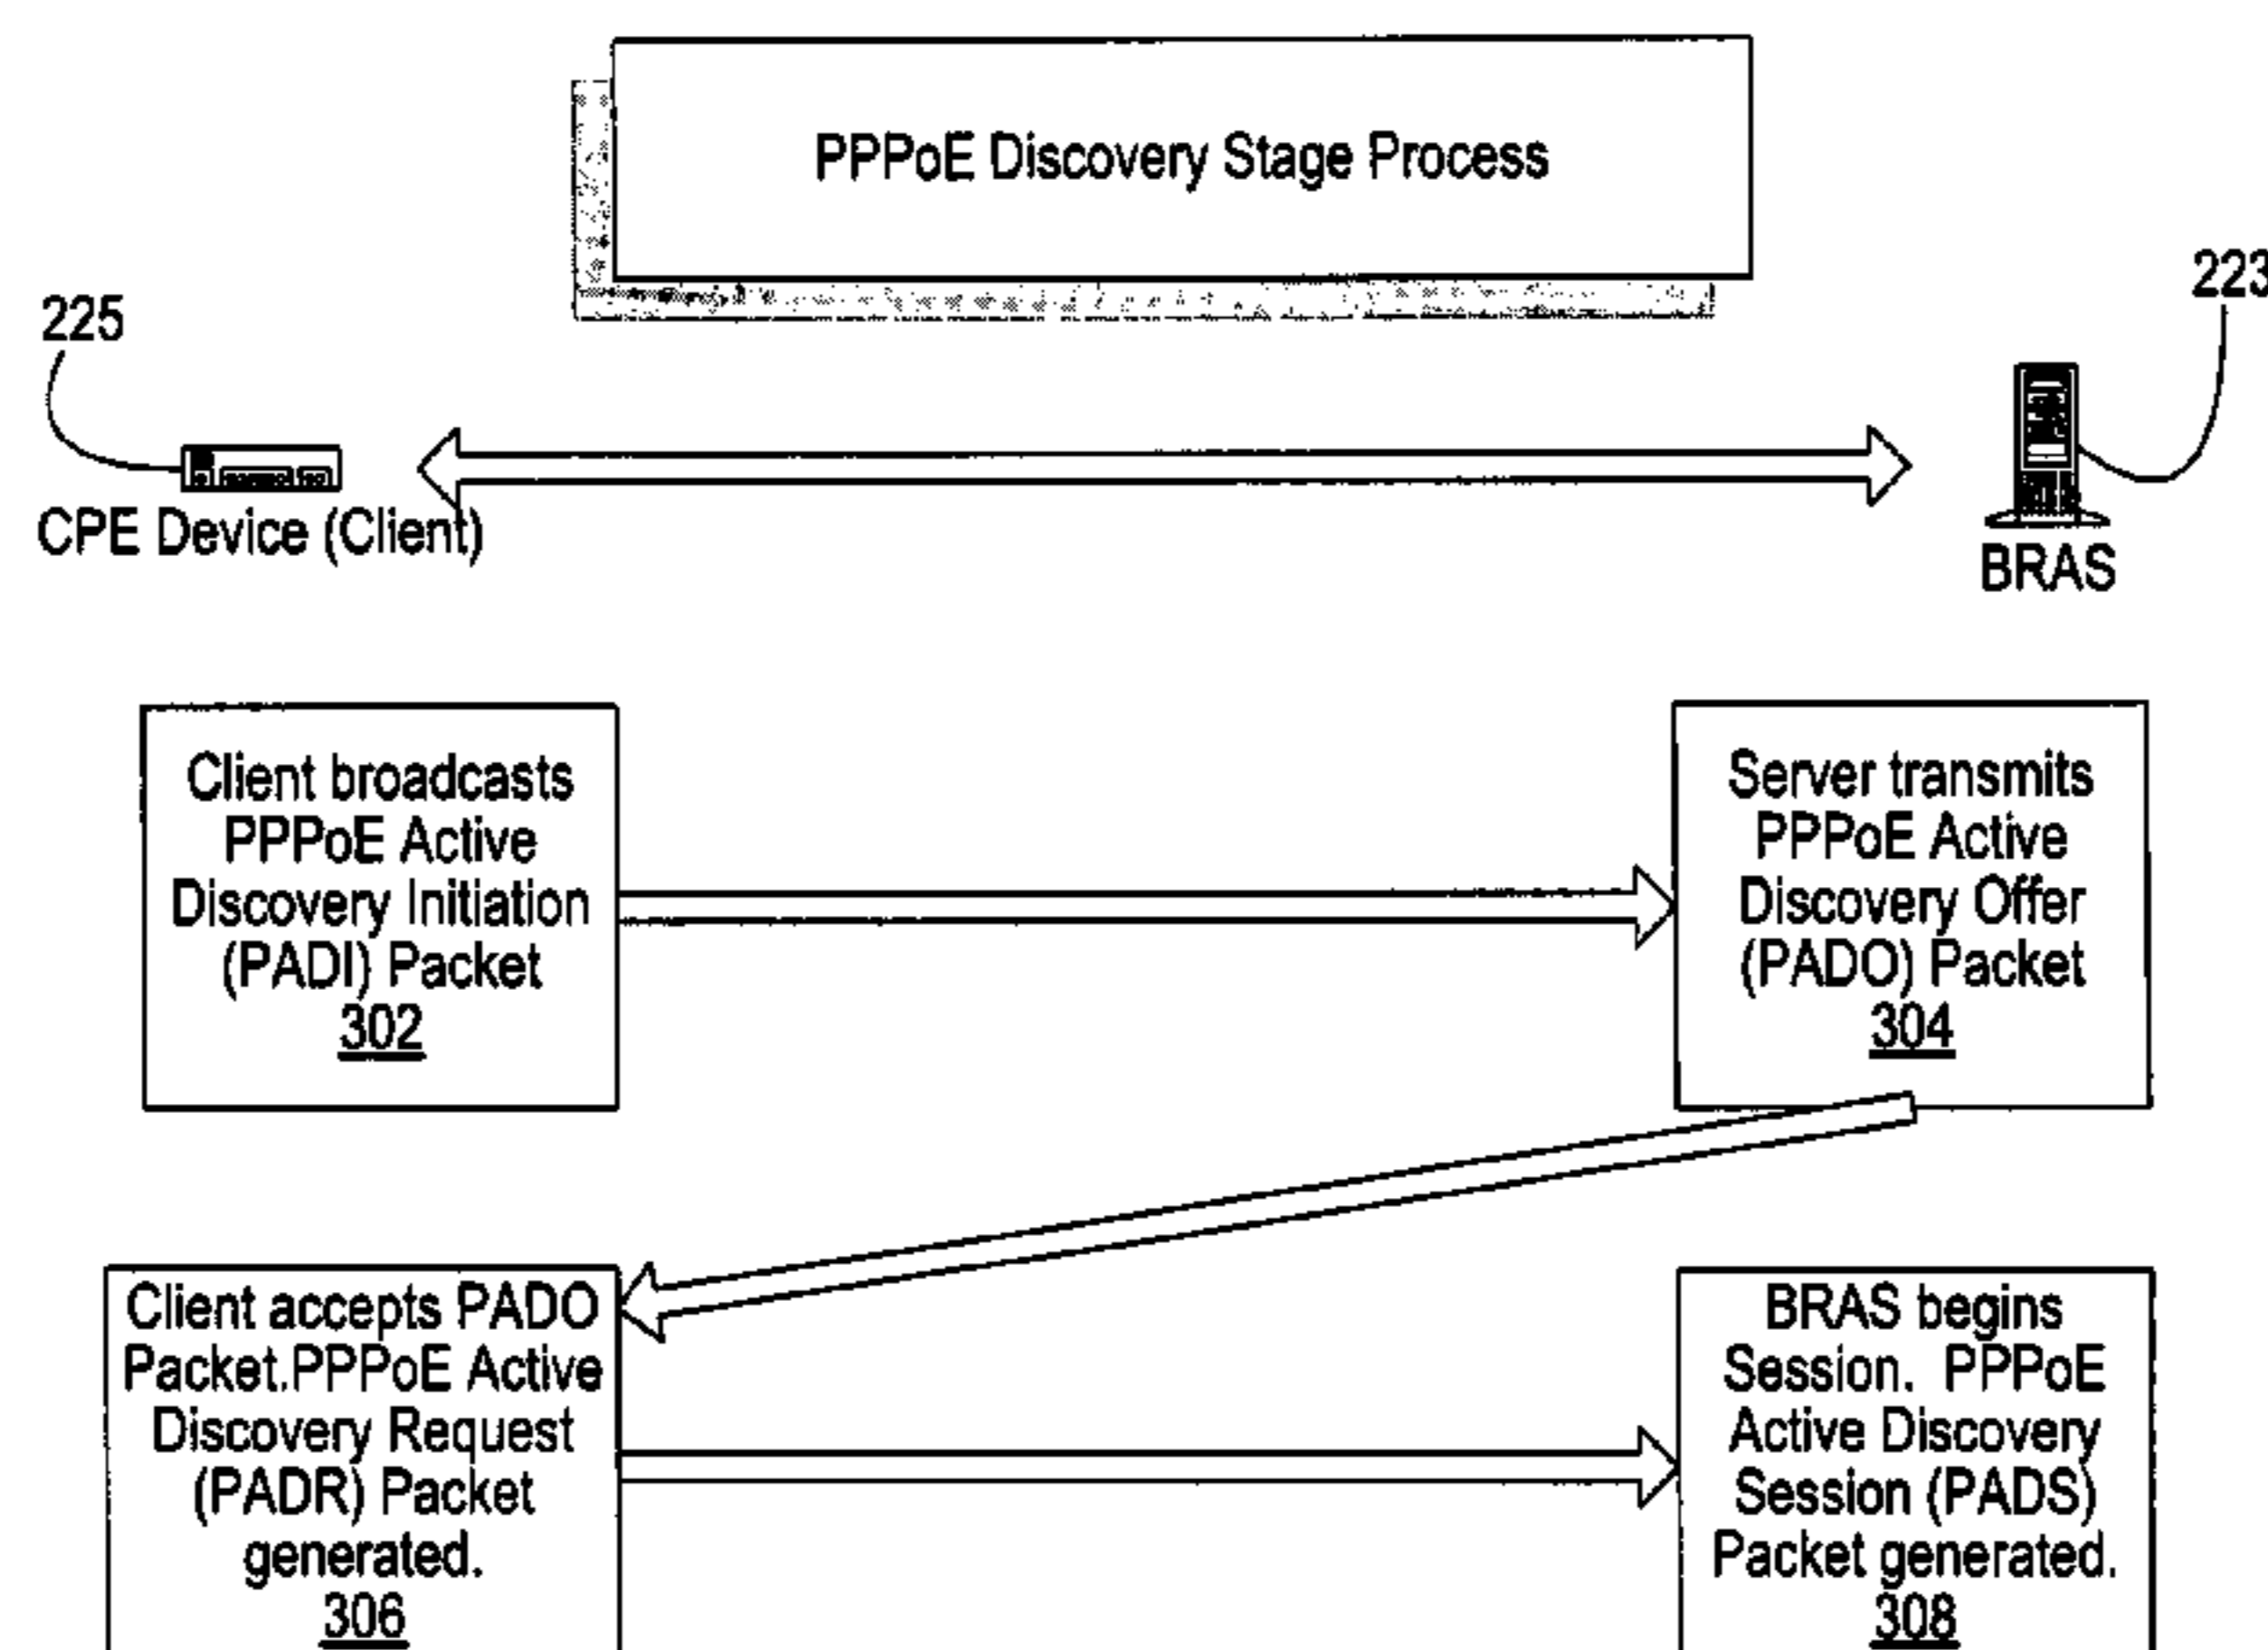 PPPoE Discovery Stage Process
225
223
CPE Device (Client)
BRAS
Client broadcasts
PPPoE Active
Discovery Initiation
(PADI) Packet
302
Server transmits
PPPoE Active
Discovery Offer
(PADO) Packet
304
Client accepts PADO
Packet.PPPoE Active
Discovery Request
(PADR) Packet
generated.
306
BRAS begins
Session. PPPoE
Active Discovery
Session (PADS)
Packet generated.
308